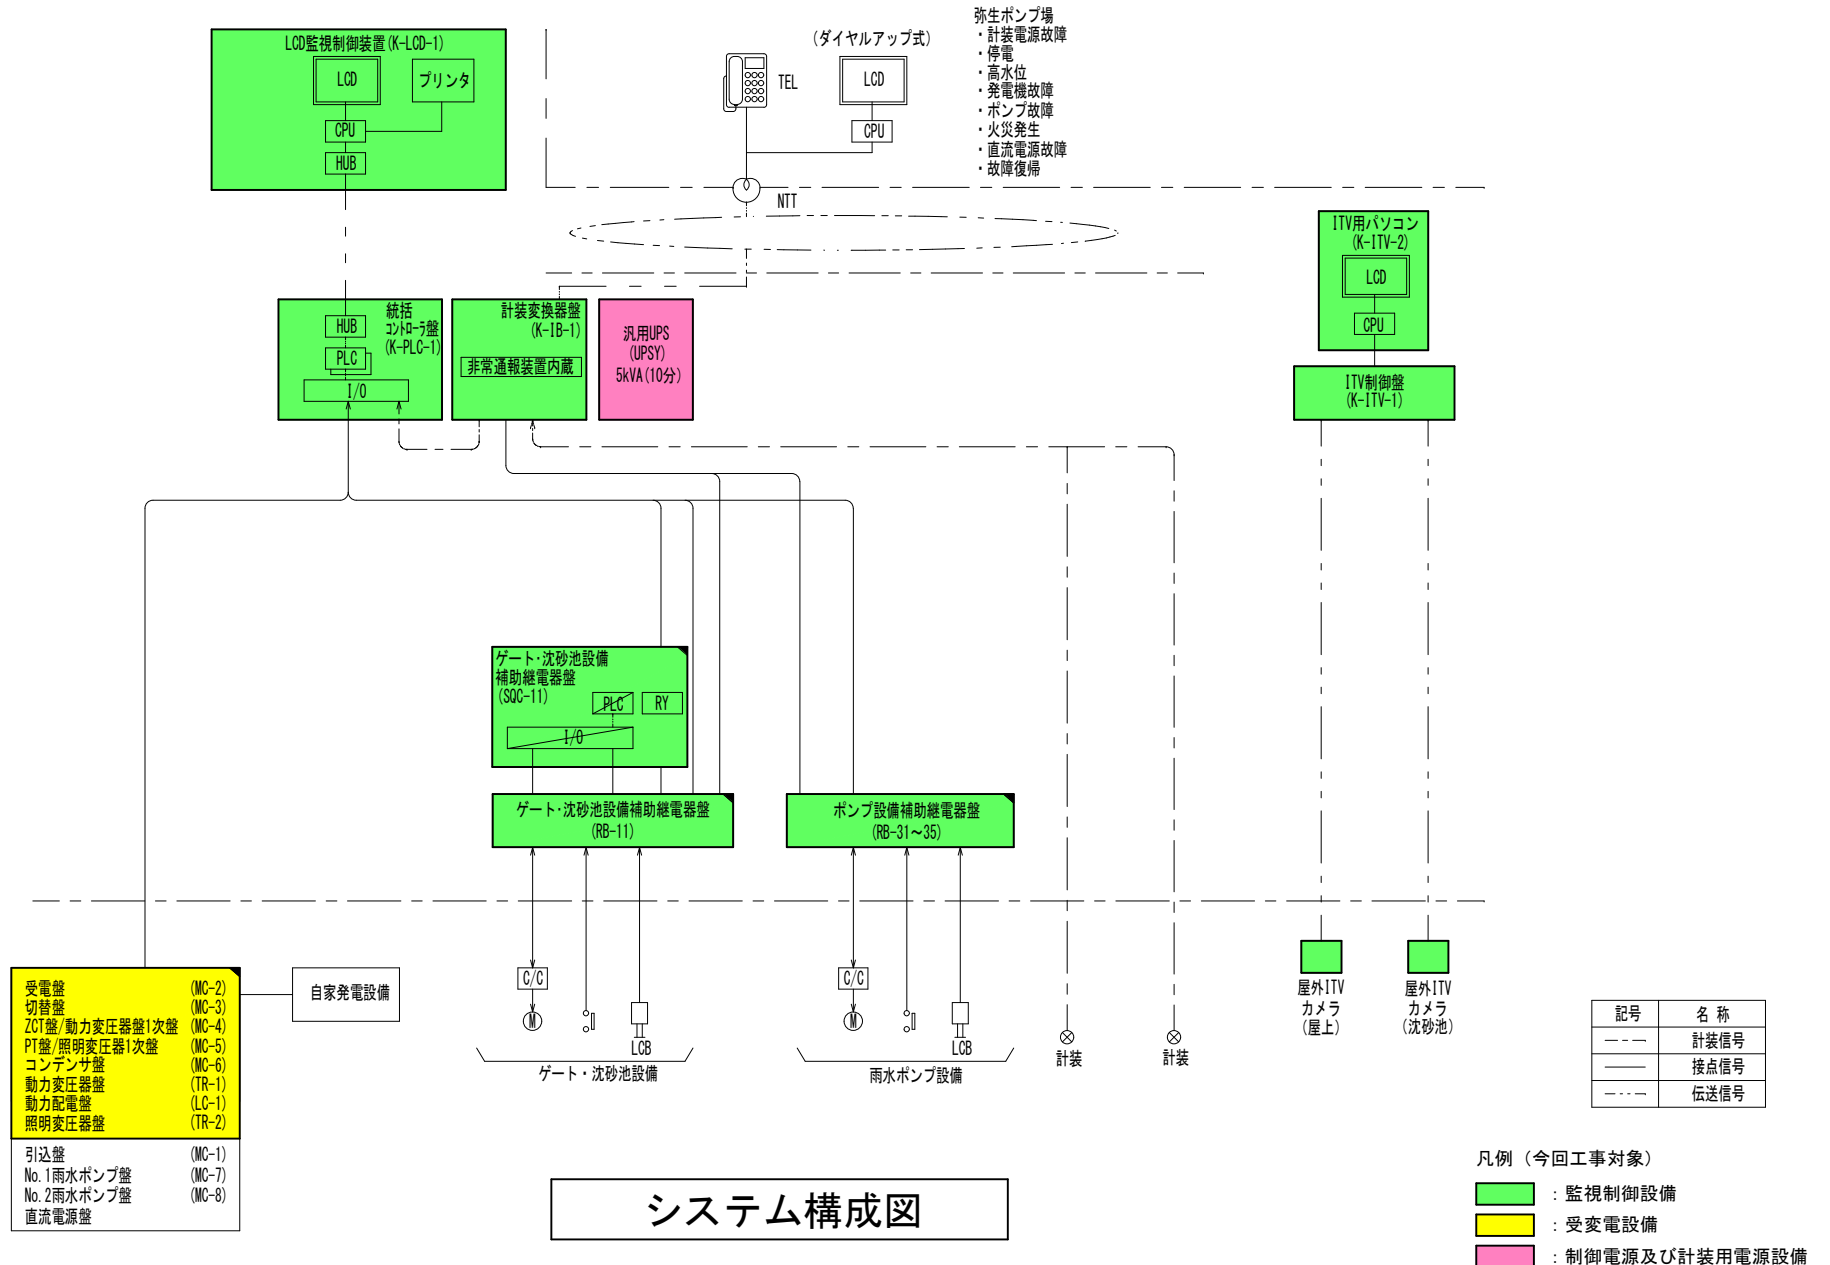 LCD監視制御装置(K-LCD-1)
LCD
プリンタ
CPU
HUB
TEL
(ダイヤルアップ式)
LCD
CPU
NTT
弥生ポンプ場
・計装電源故障
・停電
・高水位
・発電機故障
・ポンプ故障
・火災発生
・直流電源故障
・故障復帰
ITV用パソコン
(K-ITV-2)
LCD
CPU
ITV制御盤
(K-ITV-1)
統括
コントローラ盤
(K-PLC-1)
HUB
PLC
I/O
計装変換器盤
(K-IB-1)
非常通報装置内蔵
汎用UPS
(UPSY)
5kVA(10分)
ゲート・沈砂池設備
補助継電器盤
(SQC-11)
PLC
RY
I/O
ゲート・沈砂池設備補助継電器盤
(RB-11)
ポンプ設備補助継電器盤
(RB-31～35)
C/C
M
LCB
ゲート・沈砂池設備
C/C
M
LCB
雨水ポンプ設備
計装
計装
屋外ITV
カメラ
(屋上)
屋外ITV
カメラ
(沈砂池)
受電盤 (MC-2)
切替盤 (MC-3)
ZCT盤/動力変圧器盤1次盤 (MC-4)
PT盤/照明変圧器1次盤 (MC-5)
コンデンサ盤 (MC-6)
動力変圧器盤 (TR-1)
動力配電盤 (LC-1)
照明変圧器盤 (TR-2)
引込盤 (MC-1)
No.1雨水ポンプ盤 (MC-7)
No.2雨水ポンプ盤 (MC-8)
直流電源盤
自家発電設備
記号 名 称
計装信号
接点信号
伝送信号
システム構成図
凡例（今回工事対象）
：監視制御設備
：受変電設備
：制御電源及び計装用電源設備